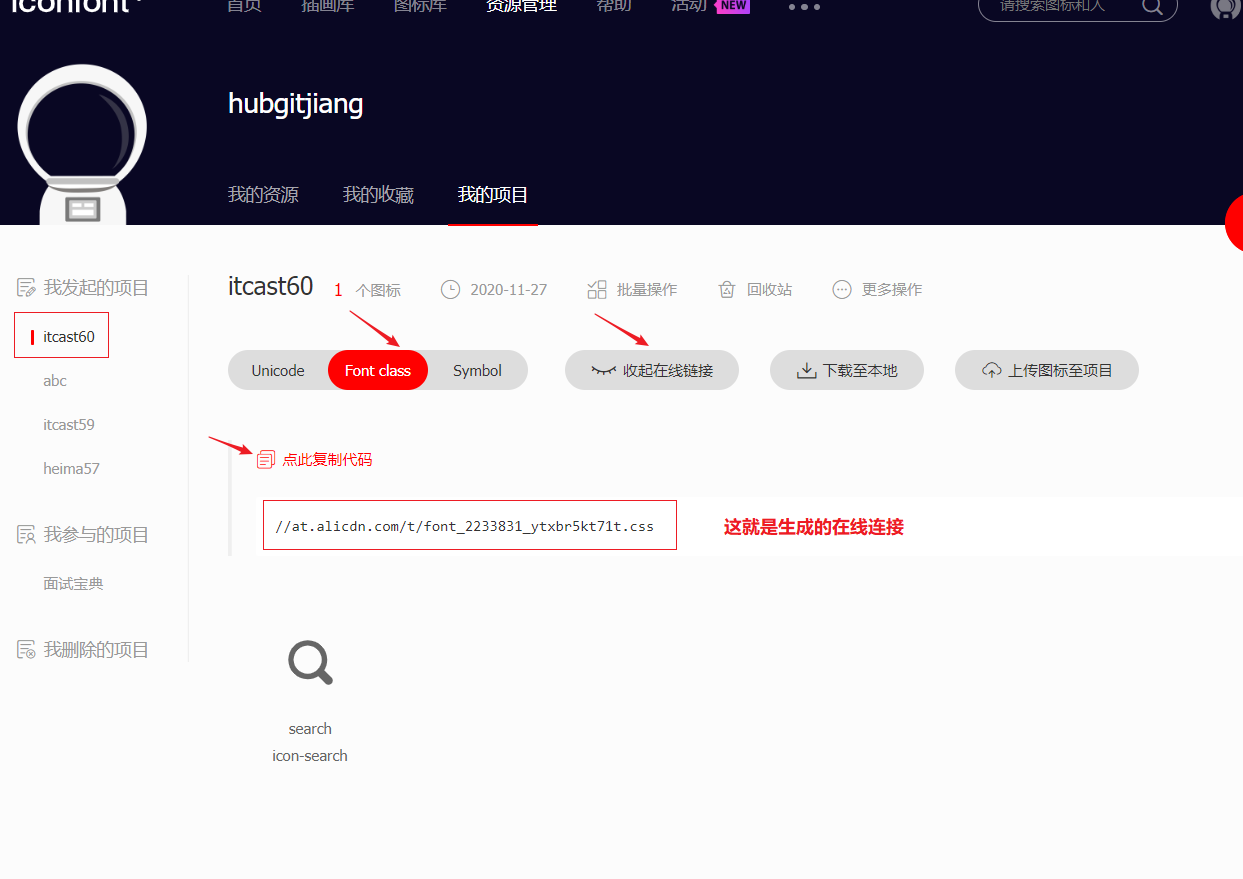 iconfont
首页 插画库 图标库 资源管理 帮助 活动 NEW
请搜索图标和人
hubgitjiang
我的资源 我的收藏 我的项目
我发起的项目
itcast60
abc
itcast59
heima57
我参与的项目
面试宝典
我删除的项目
itcast60 1 个图标 2020-11-27 批量操作 回收站 更多操作
Unicode Font class Symbol 收起在线链接 下载至本地 上传图标至项目
点此复制代码
//at.alicdn.com/t/font_2233831_ytxbr5kt71t.css 这就是生成的在线连接
search
icon-search